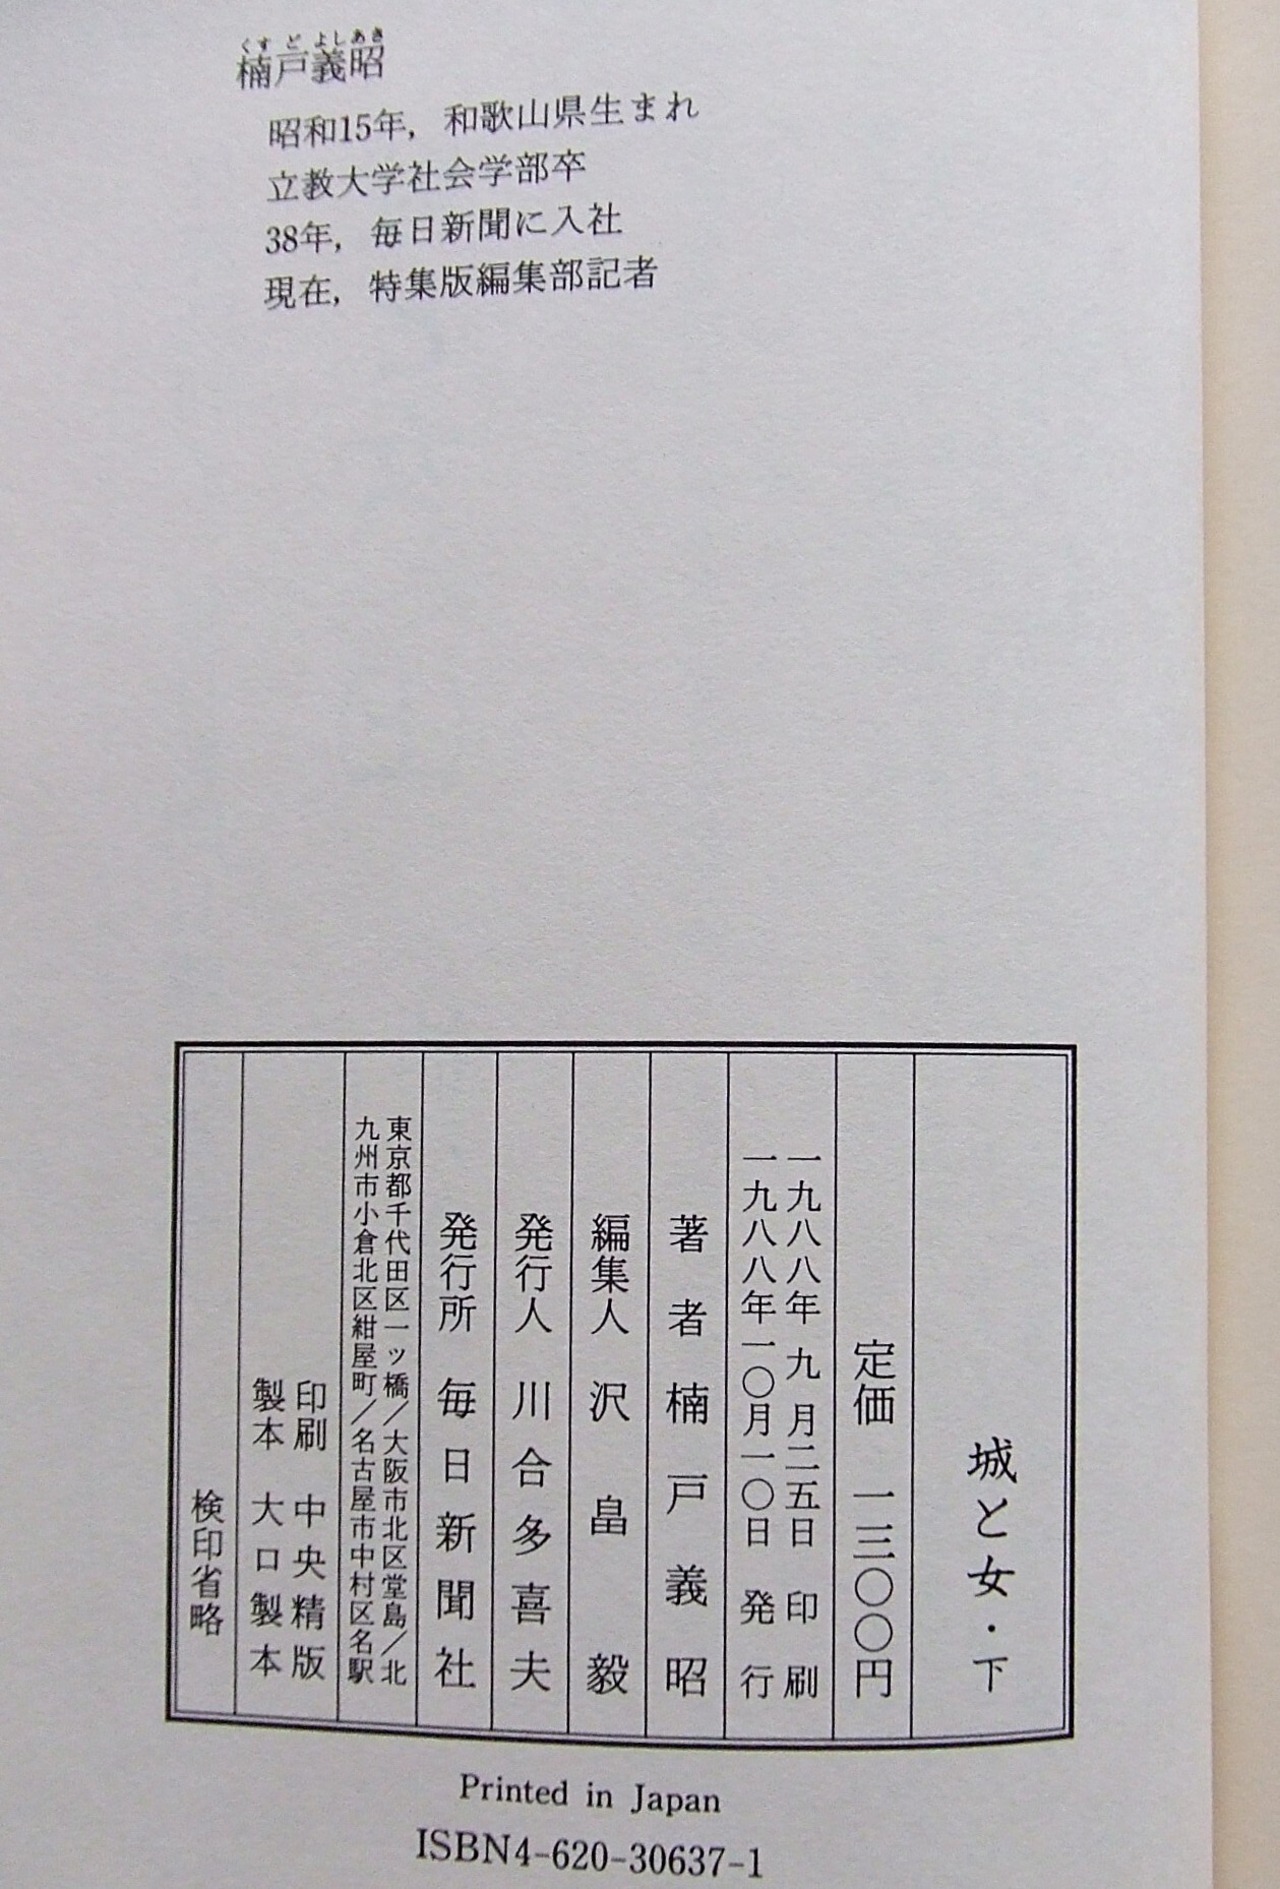 くすどよしあき
楠戸義昭
昭和15年，和歌山県生まれ
立教大学社会学部卒
38年，毎日新聞に入社
現在，特集版編集部記者
城と女・下
定価 一三〇〇円
一九八八年 九月二五日 印刷
一九八八年一〇月一〇日 発行
著者 楠戸義昭
編集人 沢畠毅
発行人 川合多喜夫
発行所 毎日新聞社
東京都千代田区一ッ橋／大阪市北区堂島／北
九州市小倉北区紺屋町／名古屋市中村区名駅
印刷 中央精版
製本 大口製本
検印省略
Printed in Japan
ISBN4-620-30637-1